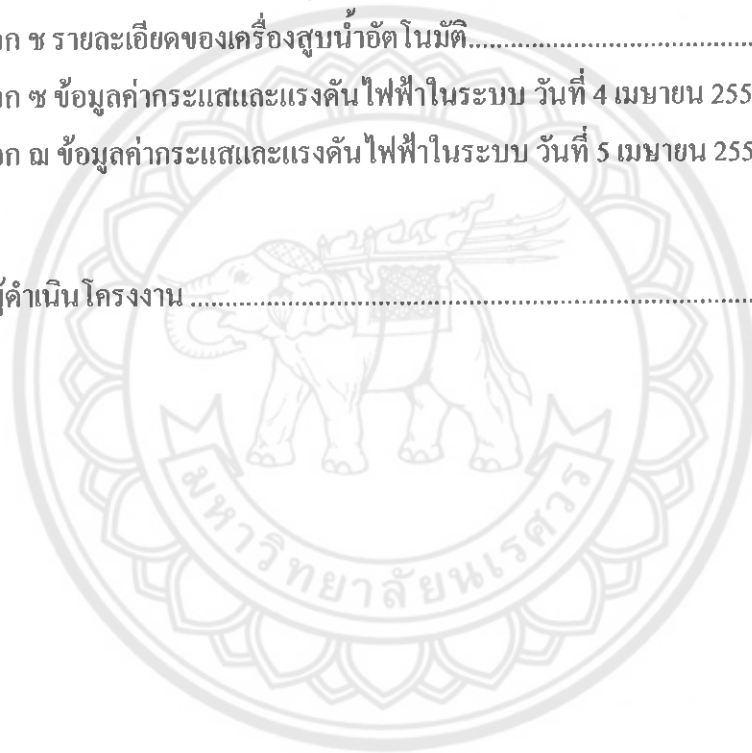 วก ช รายละเอียดของเครื่องสูบน้ำอัตโนมัติ
วก ซ ข้อมูลค่ากระแสและแรงดันไฟฟ้าในระบบ วันที่ 4 เมษายน 255
วก ฌ ข้อมูลค่ากระแสและแรงดันไฟฟ้าในระบบ วันที่ 5 เมษายน 255
ผู้ดำเนินโครงงาน
มหาวิทยาลัยนเรศวร